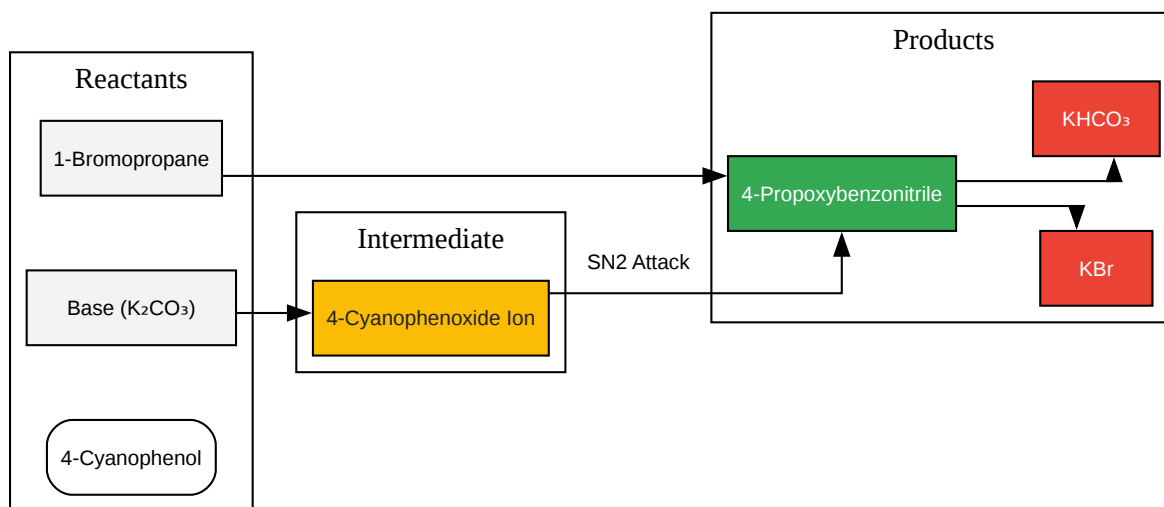 Products
Reactants
KHCO₃
1-Bromopropane
4-Propoxybenzonitrile
Intermediate
SN2 Attack
KBr
Base (K₂CO₃)
4-Cyanophenoxide Ion
4-Cyanophenol